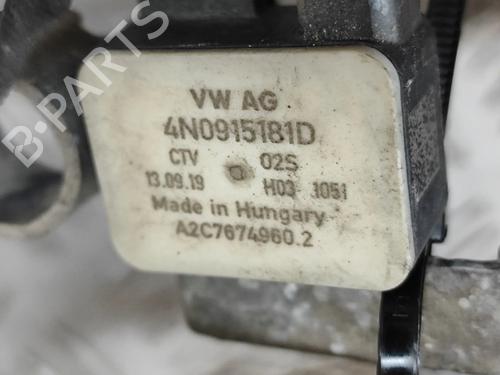 B-PARTS
VW AG
4N0915181D
CTV 02S
13.09.19 H03 1051
Made in Hungary
A2C7674960.2